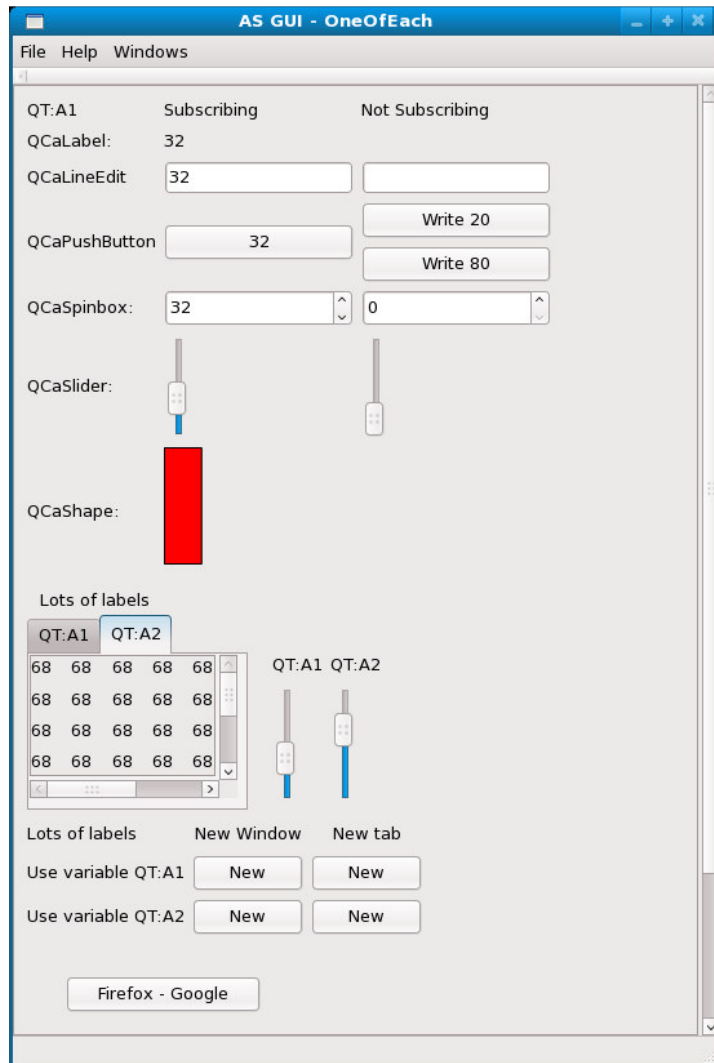 AS GUI - OneOfEach
File Help Windows
QT:A1 Subscribing Not Subscribing
QCaLabel: 32
QCaLineEdit 32
Write 20
QCaPushButton 32
Write 80
QCaSpinbox: 32 0
QCaSlider:
QCaShape:
Lots of labels
QT:A1 QT:A2
68 68 68 68 68
QT:A1 QT:A2
68 68 68 68 68
68 68 68 68 68
68 68 68 68 68
Lots of labels New Window New tab
Use variable QT:A1 New New
Use variable QT:A2 New New
Firefox - Google